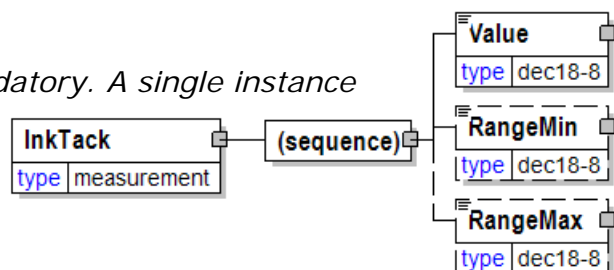 datory. A single instance
InkTack
type measurement
(sequence)
Value
type dec18-8
RangeMin
type dec18-8
RangeMax
type dec18-8